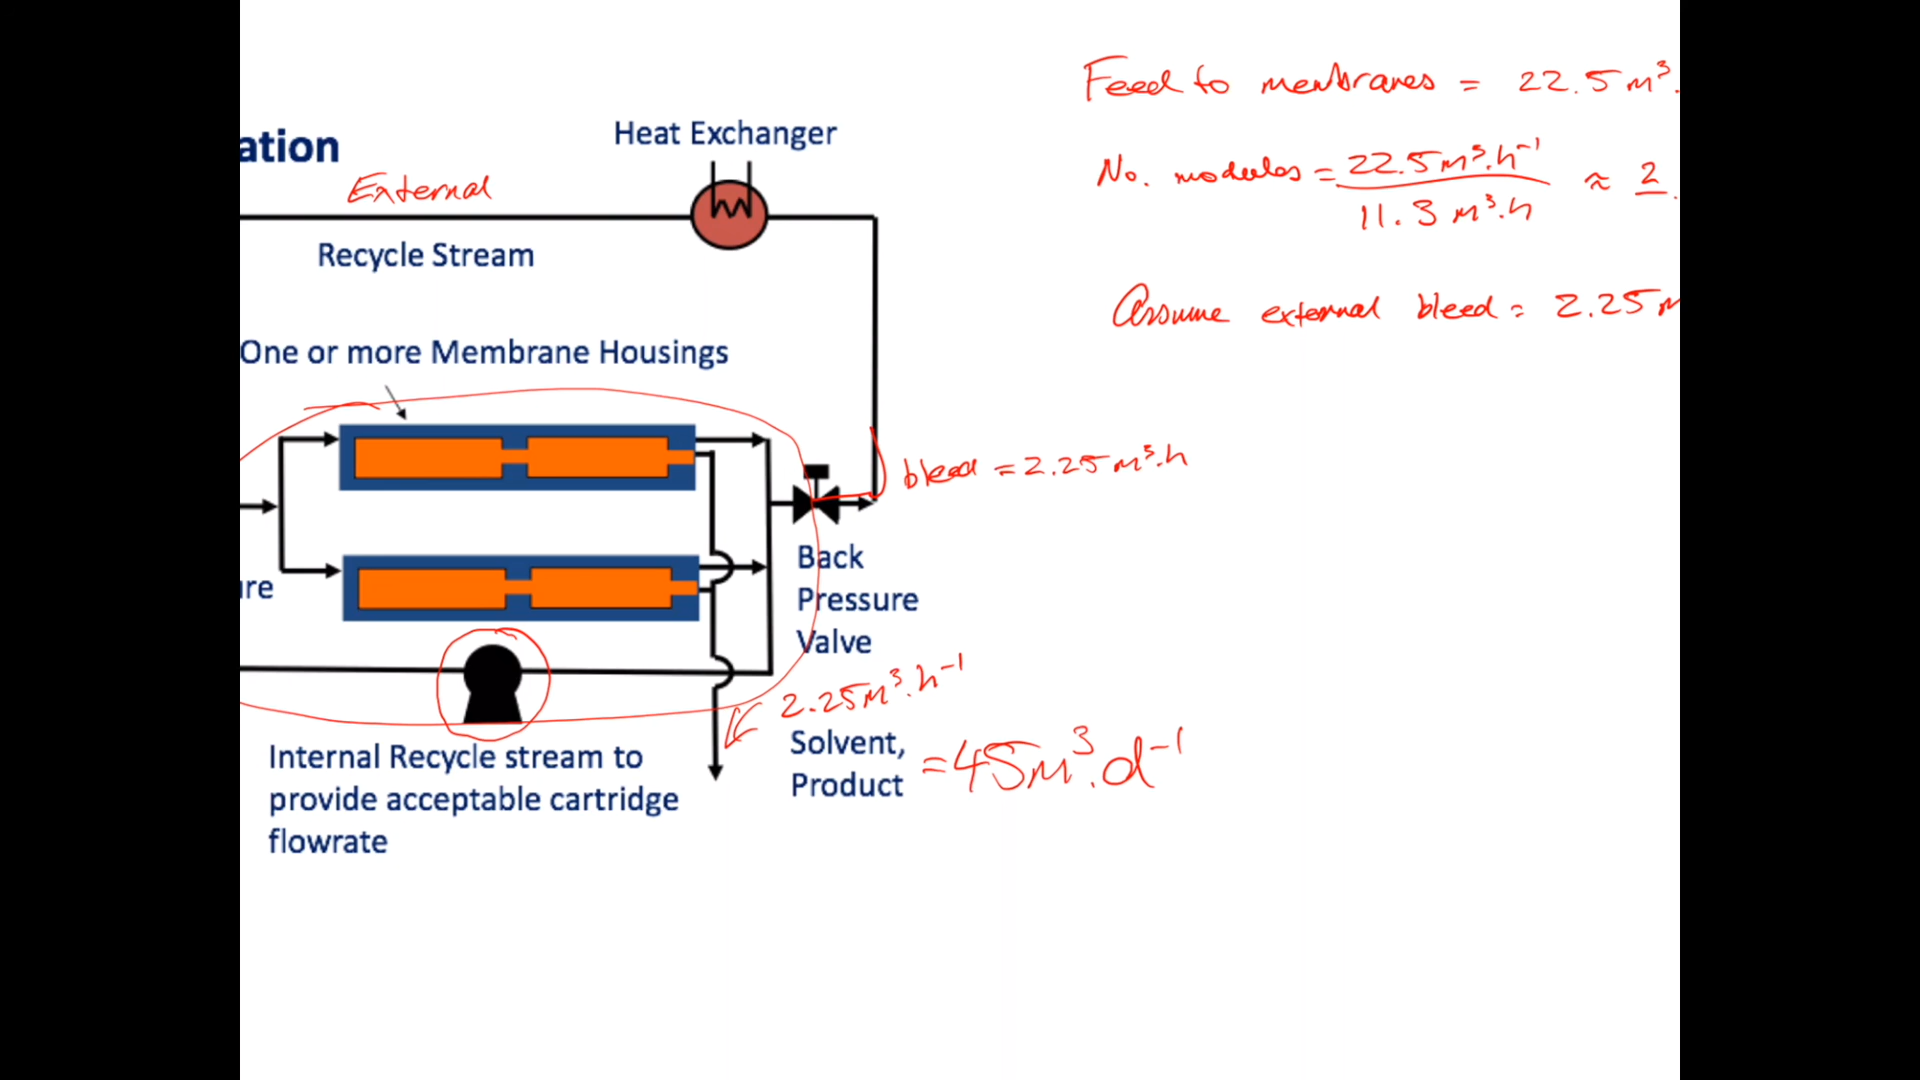 Feed to membranes = 22.5 m³.
Heat Exchanger
ation
No. modules = 22.5 m³.h⁻¹ / 11.3 m³.h ≈ 2.
External
Recycle Stream
Assume external bleed = 2.25 m
One or more Membrane Housings
bleed = 2.25 m³.h
Back
Pressure
Valve
ure
2.25 m³.h⁻¹
Solvent,
Product
= 45 m³.d⁻¹
Internal Recycle stream to
provide acceptable cartridge
flowrate